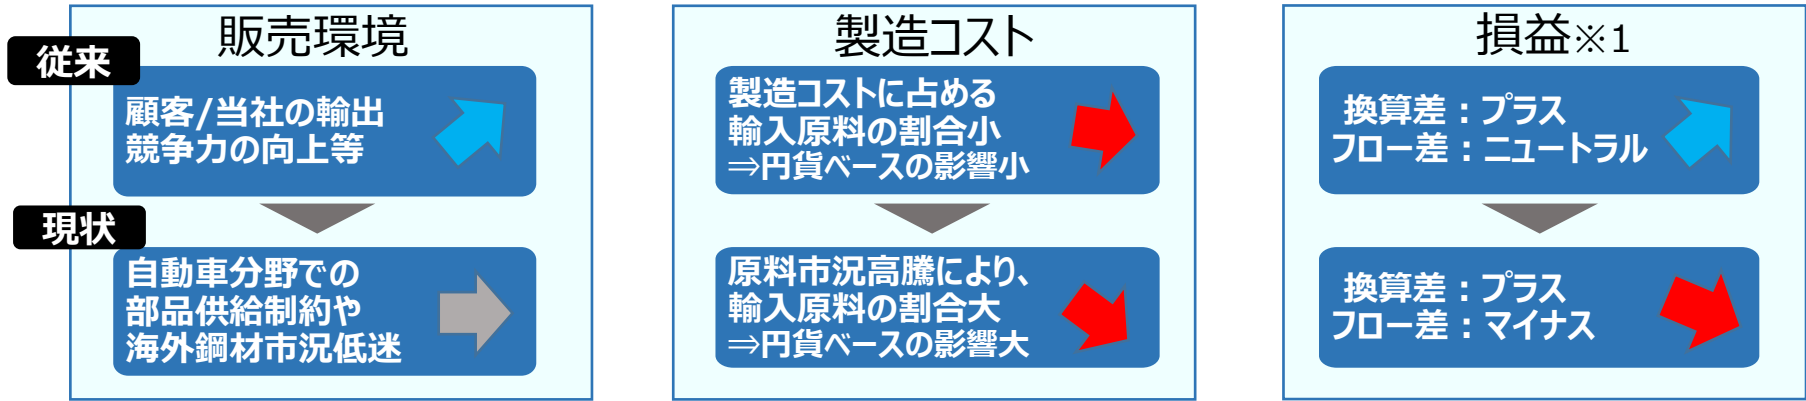 販売環境
従来
顧客/当社の輸出
競争力の向上等
現状
自動車分野での
部品供給制約や
海外鋼材市況低迷
製造コスト
製造コストに占める
輸入原料の割合小
⇒円貨ベースの影響小
原料市況高騰により、
輸入原料の割合大
⇒円貨ベースの影響大
損益※1
換算差：プラス
フロー差：ニュートラル
換算差：プラス
フロー差：マイナス